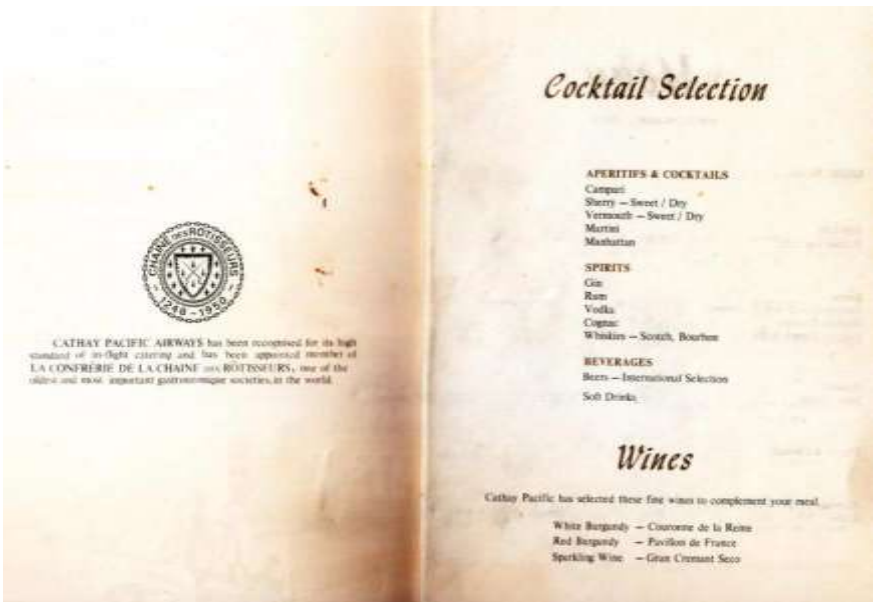 CHAINE DES ROTISSEURS
1248 - 1950
CATHAY PACIFIC AIRWAYS has been recognised for its high
standard of in-flight catering and has been appointed member of
LA CONFRÉRIE DE LA CHAINE DES ROTISSEURS, one of the
oldest and most important gastronomique societies, in the world.
Cocktail Selection
APERITIFS & COCKTAILS
Campari
Sherry – Sweet / Dry
Vermouth – Sweet / Dry
Martini
Manhattan
SPIRITS
Gin
Rum
Vodka
Cognac
Whiskies – Scotch, Bourbon
BEVERAGES
Beers – International Selection
Soft Drinks
Wines
Cathay Pacific has selected these fine wines to complement your meal.
White Burgundy – Couronne de la Reine
Red Burgundy – Pavillon de France
Sparkling Wine – Gran Cremant Seco